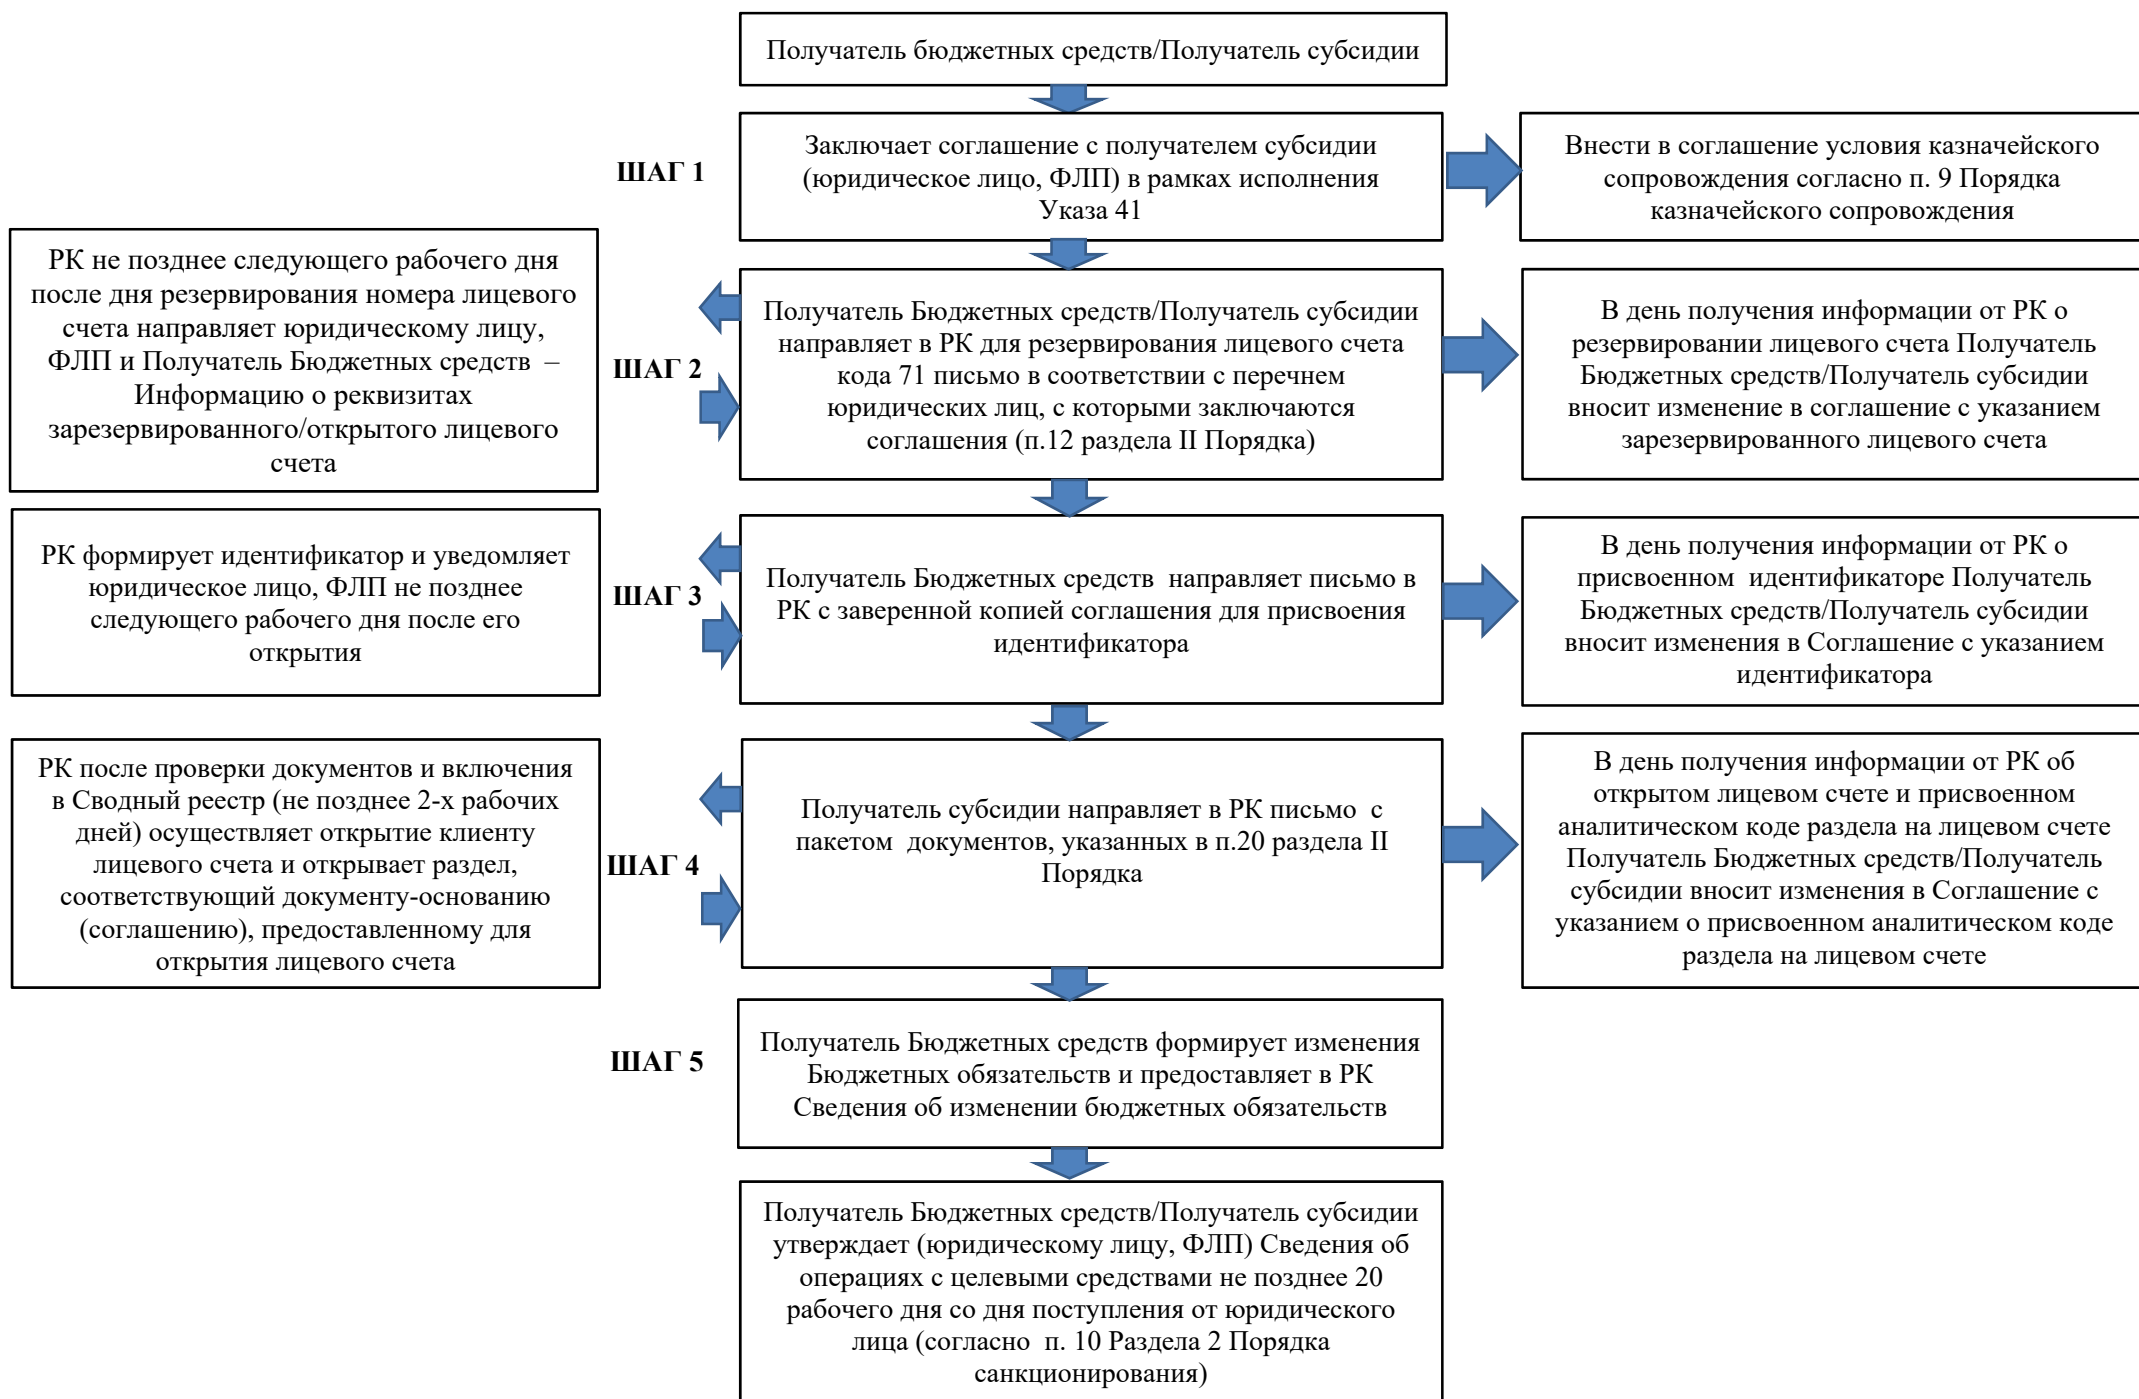 Получатель бюджетных средств/Получатель субсидии
ШАГ 1
Заключает соглашение с получателем субсидии
(юридическое лицо, ФЛП) в рамках исполнения
Указа 41
Внести в соглашение условия казначейского
сопровождения согласно п. 9 Порядка
казначейского сопровождения
РК не позднее следующего рабочего дня
после дня резервирования номера лицевого
счета направляет юридическому лицу,
ФЛП и Получатель Бюджетных средств –
Информацию о реквизитах
зарезервированного/открытого лицевого
счета
ШАГ 2
Получатель Бюджетных средств/Получатель субсидии
направляет в РК для резервирования лицевого счета
кода 71 письмо в соответствии с перечнем
юридических лиц, с которыми заключаются
соглашения (п.12 раздела II Порядка)
В день получения информации от РК о
резервировании лицевого счета Получатель
Бюджетных средств/Получатель субсидии
вносит изменение в соглашение с указанием
зарезервированного лицевого счета
РК формирует идентификатор и уведомляет
юридическое лицо, ФЛП не позднее
следующего рабочего дня после его
открытия
ШАГ 3
Получатель Бюджетных средств направляет письмо в
РК с заверенной копией соглашения для присвоения
идентификатора
В день получения информации от РК о
присвоенном идентификаторе Получатель
Бюджетных средств/Получатель субсидии
вносит изменения в Соглашение с указанием
идентификатора
РК после проверки документов и включения
в Сводный реестр (не позднее 2-х рабочих
дней) осуществляет открытие клиенту
лицевого счета и открывает раздел,
соответствующий документу-основанию
(соглашению), предоставленному для
открытия лицевого счета
ШАГ 4
Получатель субсидии направляет в РК письмо с
пакетом документов, указанных в п.20 раздела II
Порядка
В день получения информации от РК об
открытом лицевом счете и присвоенном
аналитическом коде раздела на лицевом счете
Получатель Бюджетных средств/Получатель
субсидии вносит изменения в Соглашение с
указанием о присвоенном аналитическом коде
раздела на лицевом счете
ШАГ 5
Получатель Бюджетных средств формирует изменения
Бюджетных обязательств и предоставляет в РК
Сведения об изменении бюджетных обязательств
Получатель Бюджетных средств/Получатель субсидии
утверждает (юридическому лицу, ФЛП) Сведения об
операциях с целевыми средствами не позднее 20
рабочего дня со дня поступления от юридического
лица (согласно п. 10 Раздела 2 Порядка
санкционирования)